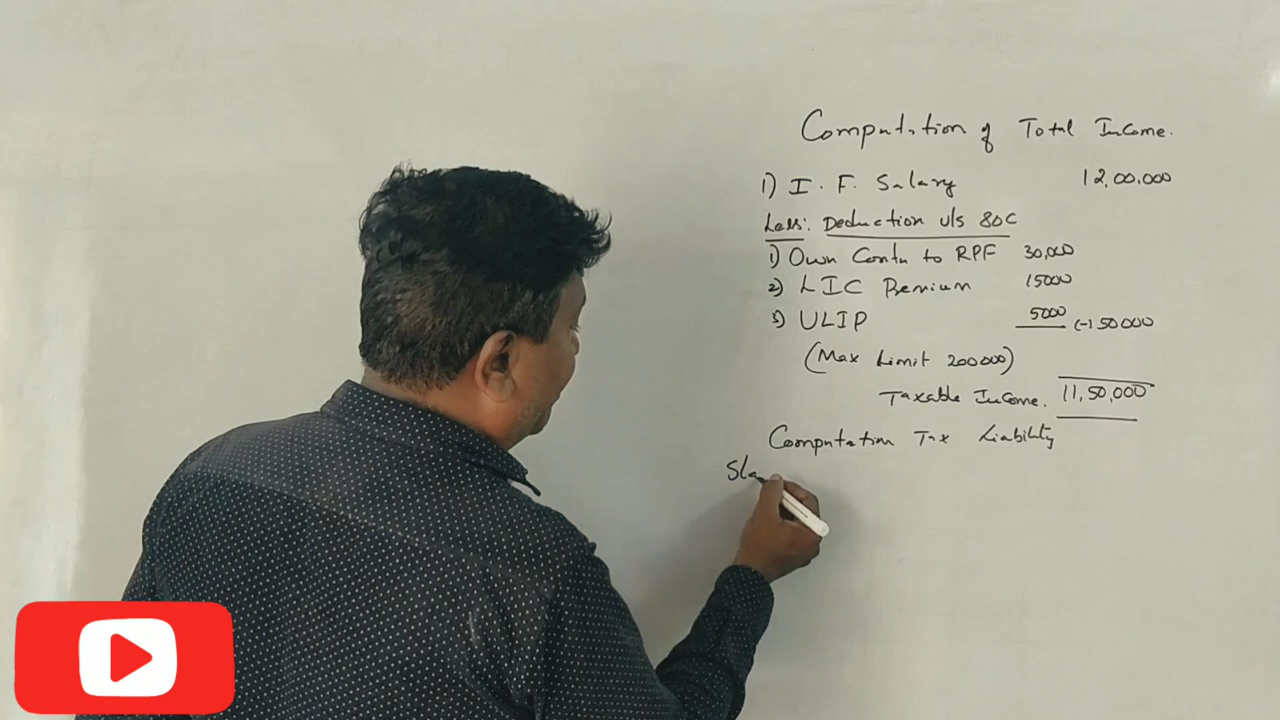 Computation of Total Income.
1) I. F. Salary 12,00,000
Less: Deduction u/s 80C
1) Own Contn to RPF 30,000
2) LIC Premium 15000
3) ULIP 5000 (-) 50000
(Max Limit 200000)
Taxable Income. 11,50,000
Computation Tax Liability
Sla